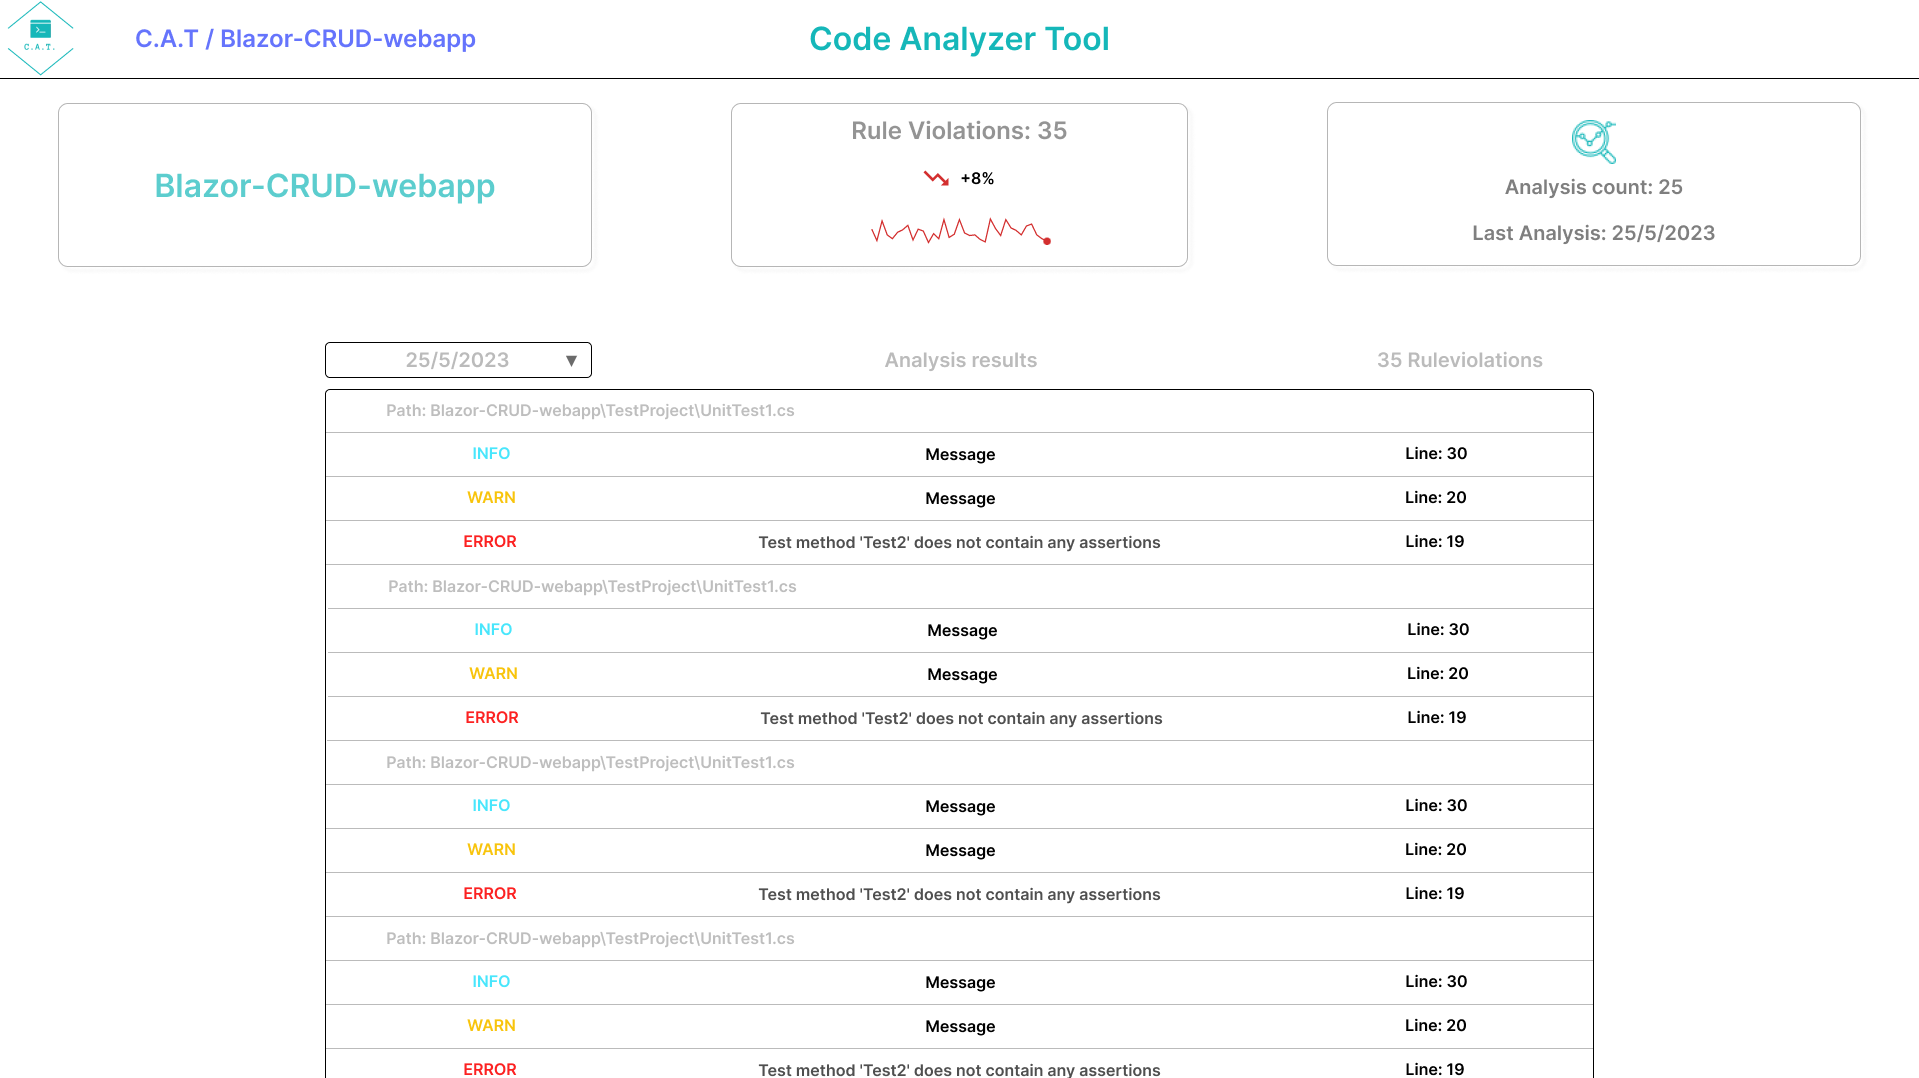 C.A.T.
C.A.T / Blazor-CRUD-webapp
Code Analyzer Tool
Blazor-CRUD-webapp
Rule Violations: 35
+8%
Analysis count: 25
Last Analysis: 25/5/2023
25/5/2023 ▼ Analysis results 35 Ruleviolations
Path: Blazor-CRUD-webapp\TestProject\UnitTest1.cs
INFO Message Line: 30
WARN Message Line: 20
ERROR Test method 'Test2' does not contain any assertions Line: 19
Path: Blazor-CRUD-webapp\TestProject\UnitTest1.cs
INFO Message Line: 30
WARN Message Line: 20
ERROR Test method 'Test2' does not contain any assertions Line: 19
Path: Blazor-CRUD-webapp\TestProject\UnitTest1.cs
INFO Message Line: 30
WARN Message Line: 20
ERROR Test method 'Test2' does not contain any assertions Line: 19
Path: Blazor-CRUD-webapp\TestProject\UnitTest1.cs
INFO Message Line: 30
WARN Message Line: 20
ERROR Test method 'Test2' does not contain any assertions Line: 19